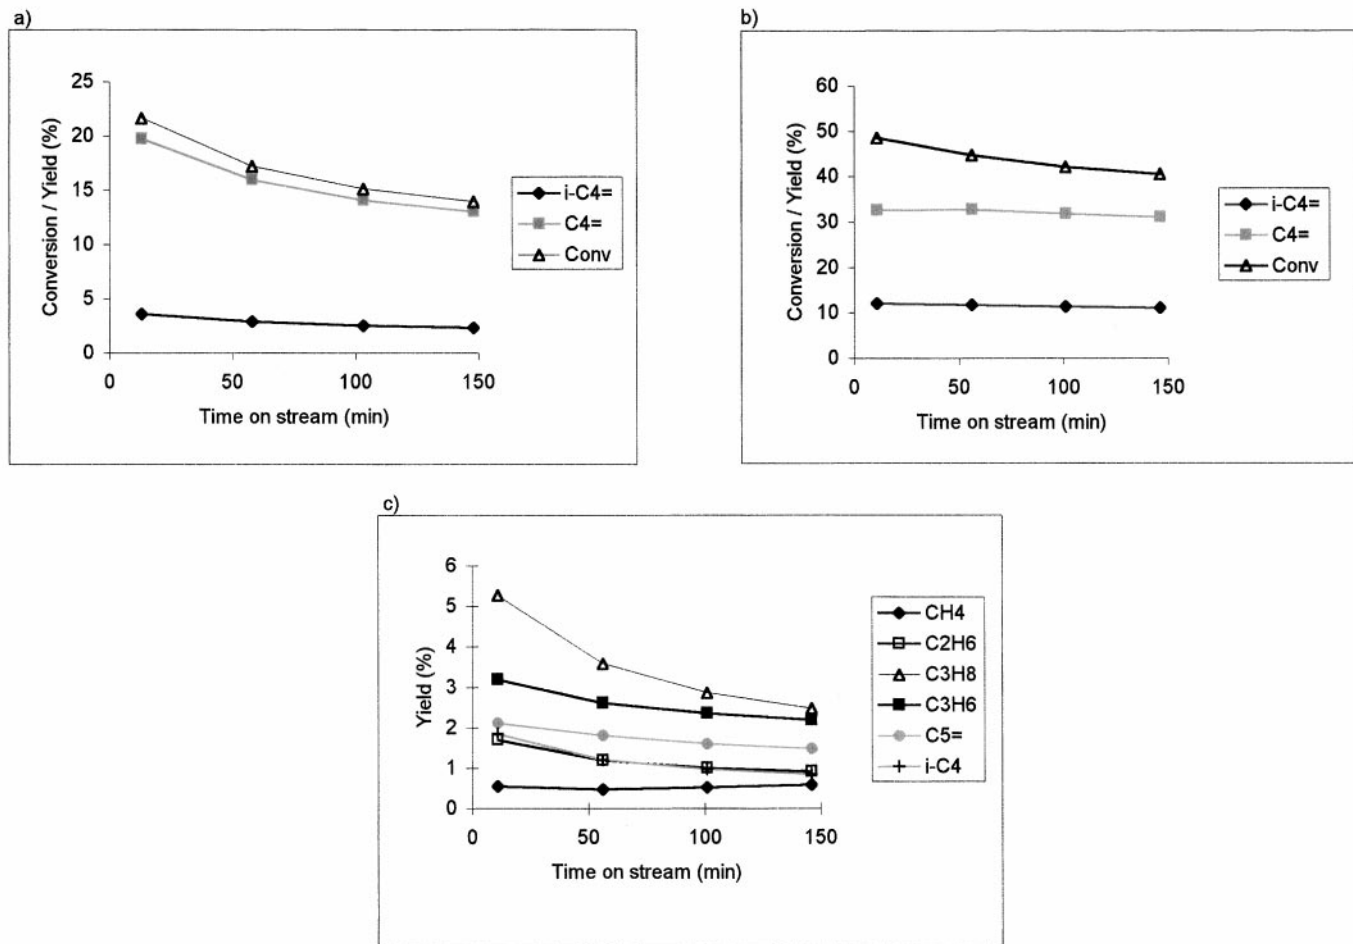 a)
25
20
15
10
5
0
Conversion / Yield (%)
0 50 100 150
Time on stream (min)
i-C4=
C4=
Conv
b)
60
50
40
30
20
10
0
Conversion / Yield (%)
0 50 100 150
Time on stream (min)
i-C4=
C4=
Conv
c)
6
5
4
3
2
1
0
Yield (%)
0 50 100 150
Time on stream (min)
CH4
C2H6
C3H8
C3H6
C5=
i-C4